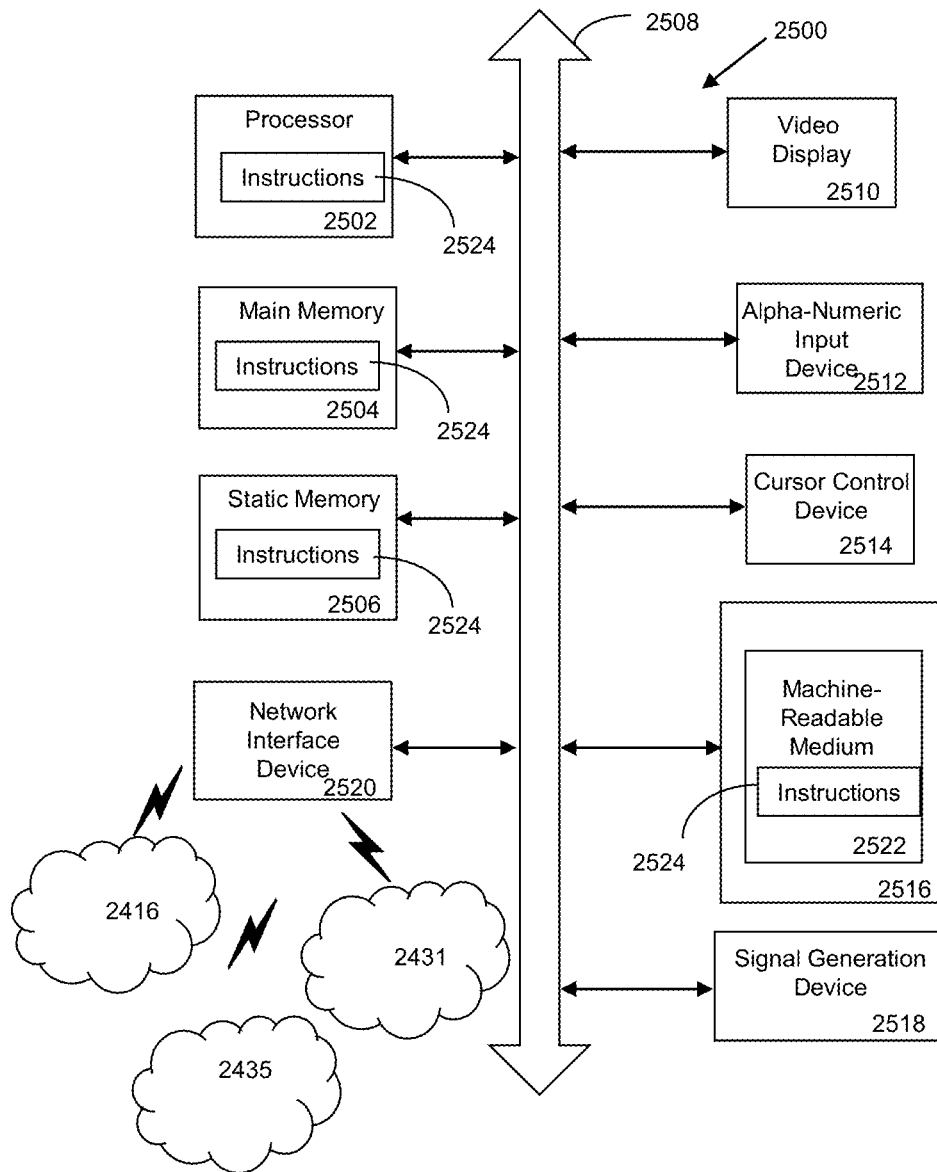 2508
2500
Processor
Instructions
2502
2524
Video
Display
2510
Main Memory
Instructions
2504
2524
Alpha-Numeric
Input
Device
2512
Static Memory
Instructions
2506
2524
Cursor Control
Device
2514
Network
Interface
Device
2520
Machine-
Readable
Medium
Instructions
2522
2524
2516
2416
2431
2435
Signal Generation
Device
2518